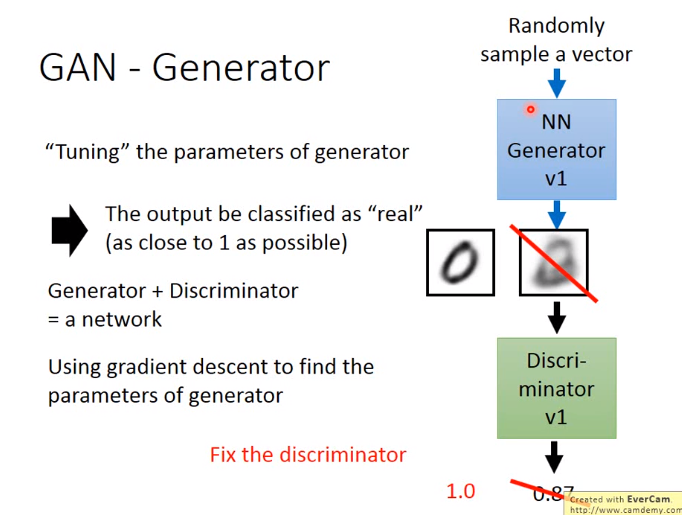 Randomly
sample a vector
GAN - Generator
NN
Generator
v1
“Tuning” the parameters of generator
The output be classified as “real”
(as close to 1 as possible)
Generator + Discriminator
= a network
Using gradient descent to find the
parameters of generator
Discri-
minator
v1
Fix the discriminator
1.0
0.87
Created with EverCam.
http://www.camdemy.com